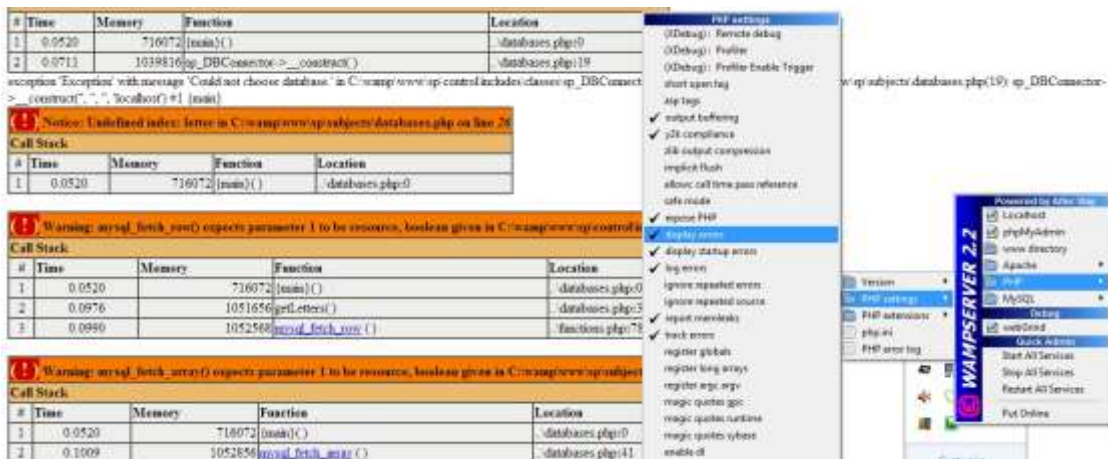 # Time Memory Function Location
1 0.0520 716072 {main}( ) ..\databases.php:0
2 0.0711 1039816 sp_DBConnector->__construct( ) ..\databases.php:19
exception 'Exception' with message 'Could not choose database.' in C:\wamp\www\sp\control\includes\classes\sp_DBConnect
w\sp\subjects\databases.php(19): sp_DBConnector-
>__construct('', '', '', 'localhost') #1 {main}
( ! ) Notice: Undefined index: letter in C:\wamp\www\sp\subjects\databases.php on line 26
Call Stack
# Time Memory Function Location
1 0.0520 716072 {main}( ) ..\databases.php:0
( ! ) Warning: mysql_fetch_row() expects parameter 1 to be resource, boolean given in C:\wamp\www\sp\control\in
Call Stack
# Time Memory Function Location
1 0.0520 716072 {main}( ) ..\databases.php:0
2 0.0976 1051656 getLetters( ) ..\databases.php:3
3 0.0990 1052568 mysql_fetch_row ( ) ..\functions.php:78
( ! ) Warning: mysql_fetch_array() expects parameter 1 to be resource, boolean given in C:\wamp\www\sp\subject
Call Stack
# Time Memory Function Location
1 0.0520 716072 {main}( ) ..\databases.php:0
2 0.1009 1052856 mysql_fetch_array ( ) ..\databases.php:41
PHP settings
(XDebug): Remote debug
(XDebug): Profiler
(XDebug): Profiler Enable Trigger
short open tag
asp tags
output buffering
y2k compliance
zlib output compression
implicit flush
allow call time pass reference
safe mode
expose PHP
display errors
display startup errors
log errors
ignore repeated errors
ignore repeated source
report memleaks
track errors
register globals
register long arrays
register argc argv
magic quotes gpc
magic quotes runtime
magic quotes sybase
enable dl
Version
PHP settings
PHP extensions
php.ini
PHP error log
WAMPSERVER 2.2
Powered by Alter Way
Localhost
phpMyAdmin
www directory
Apache
PHP
MySQL
Debug
webGrind
Quick Admin
Start All Services
Stop All Services
Restart All Services
Put Online